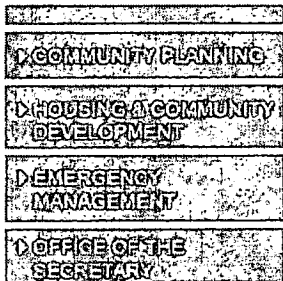 COMMUNITY PLANNING
HOUSING & COMMUNITY
DEVELOPMENT
EMERGENCY
MANAGEMENT
OFFICE OF THE
SECRETARY